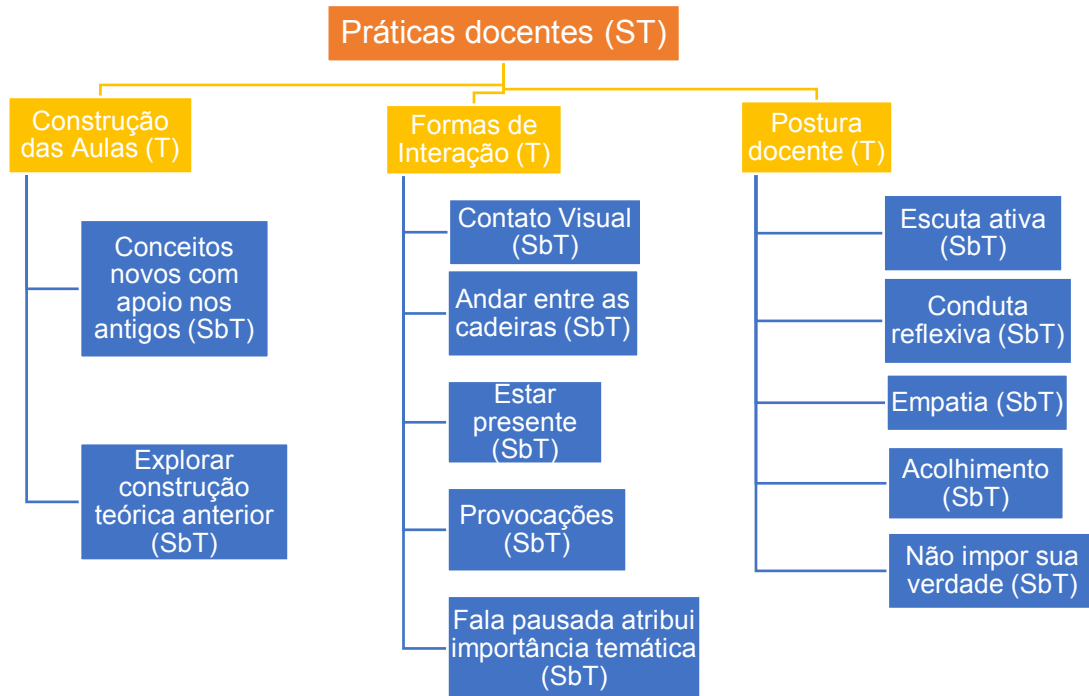 Práticas docentes (ST)
Construção
das Aulas (T)
Conceitos
novos com
apoio nos
antigos (SbT)
Explorar
construção
teórica anterior
(SbT)
Formas de
Interação (T)
Contato Visual
(SbT)
Andar entre as
cadeiras (SbT)
Estar
presente
(SbT)
Provocações
(SbT)
Fala pausada atribui
importância temática
(SbT)
Postura
docente (T)
Escuta ativa
(SbT)
Conduta
reflexiva (SbT)
Empatia (SbT)
Acolhimento
(SbT)
Não impor sua
verdade (SbT)